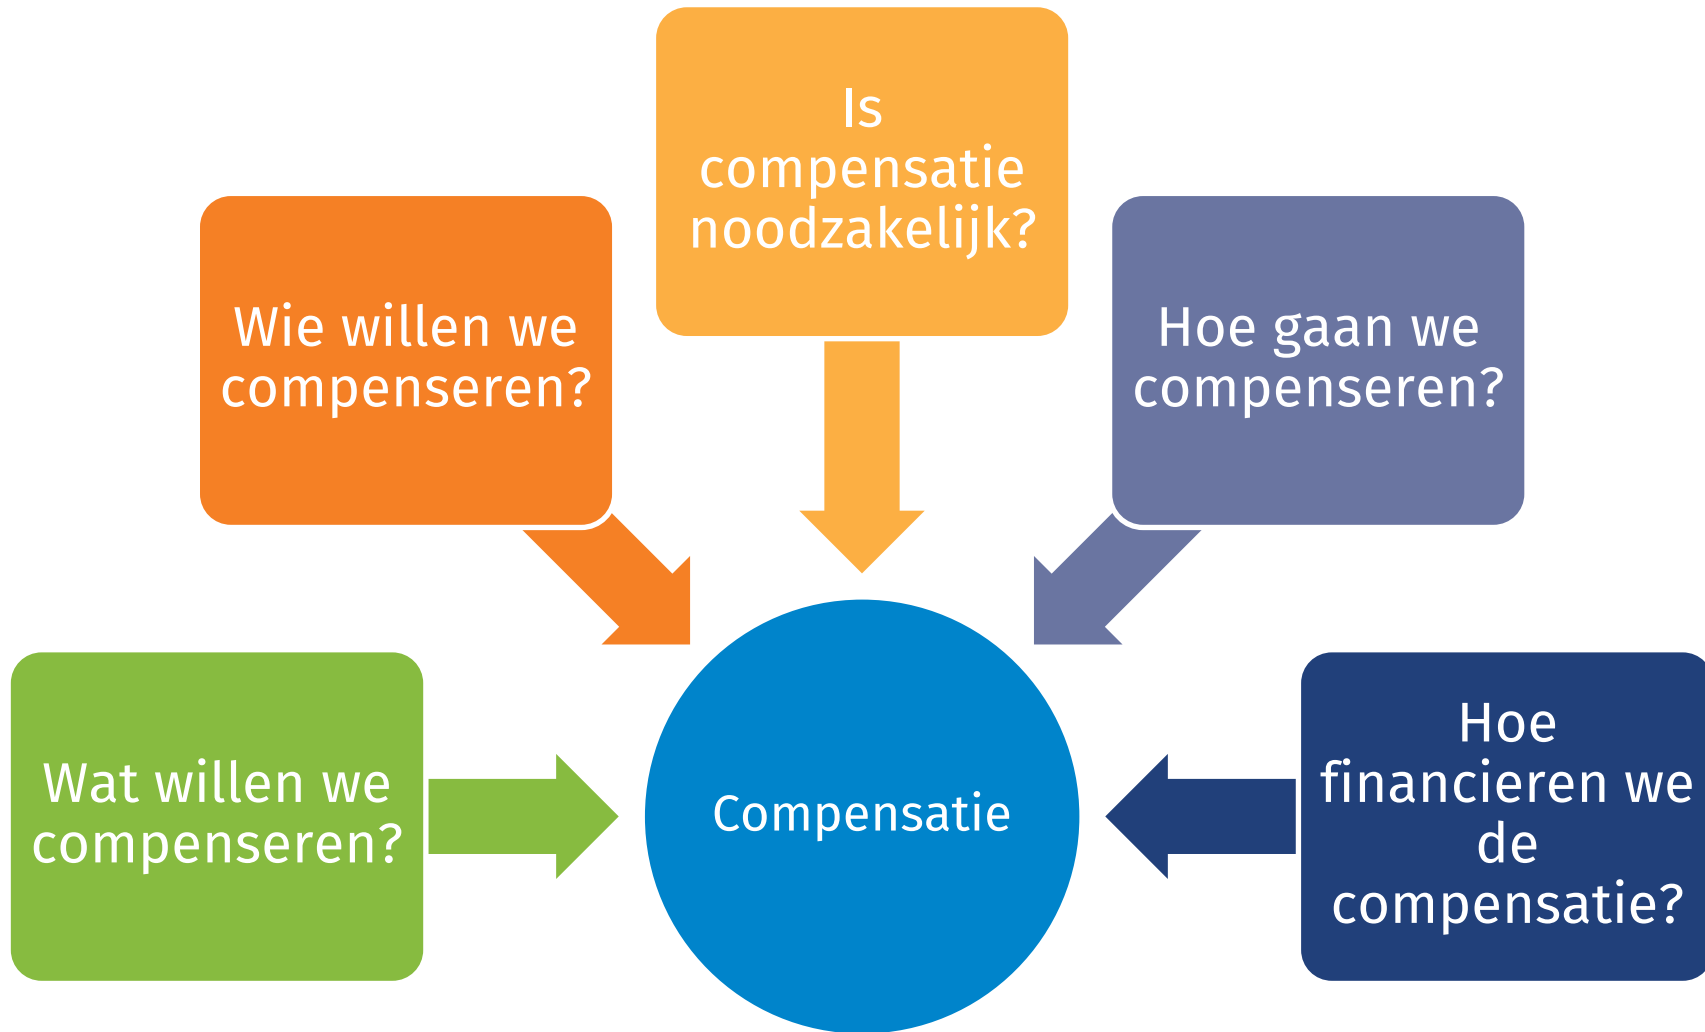 Is
compensatie
noodzakelijk?
Wie willen we
compenseren?
Hoe gaan we
compenseren?
Wat willen we
compenseren?
Compensatie
Hoe
financieren we
de
compensatie?